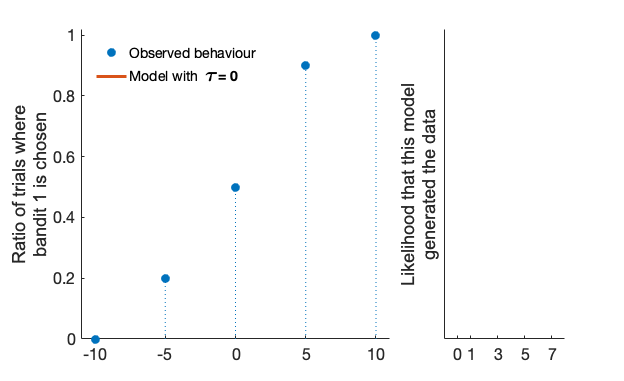 Ratio of trials where
bandit 1 is chosen
1
0.8
0.6
0.4
0.2
0
-10
-5
0
5
10
Observed behaviour
Model with τ = 0
Likelihood that this model
generated the data
0 1 3 5 7